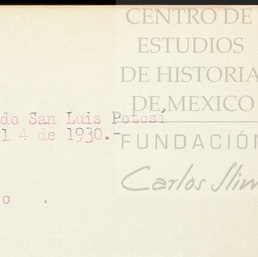 CENTRO DE
ESTUDIOS
DE HISTORIA
DE MEXICO
do San Luis Potosí
l 4 de 1930.-
FUNDACIÓN
Carlos Slim
o .